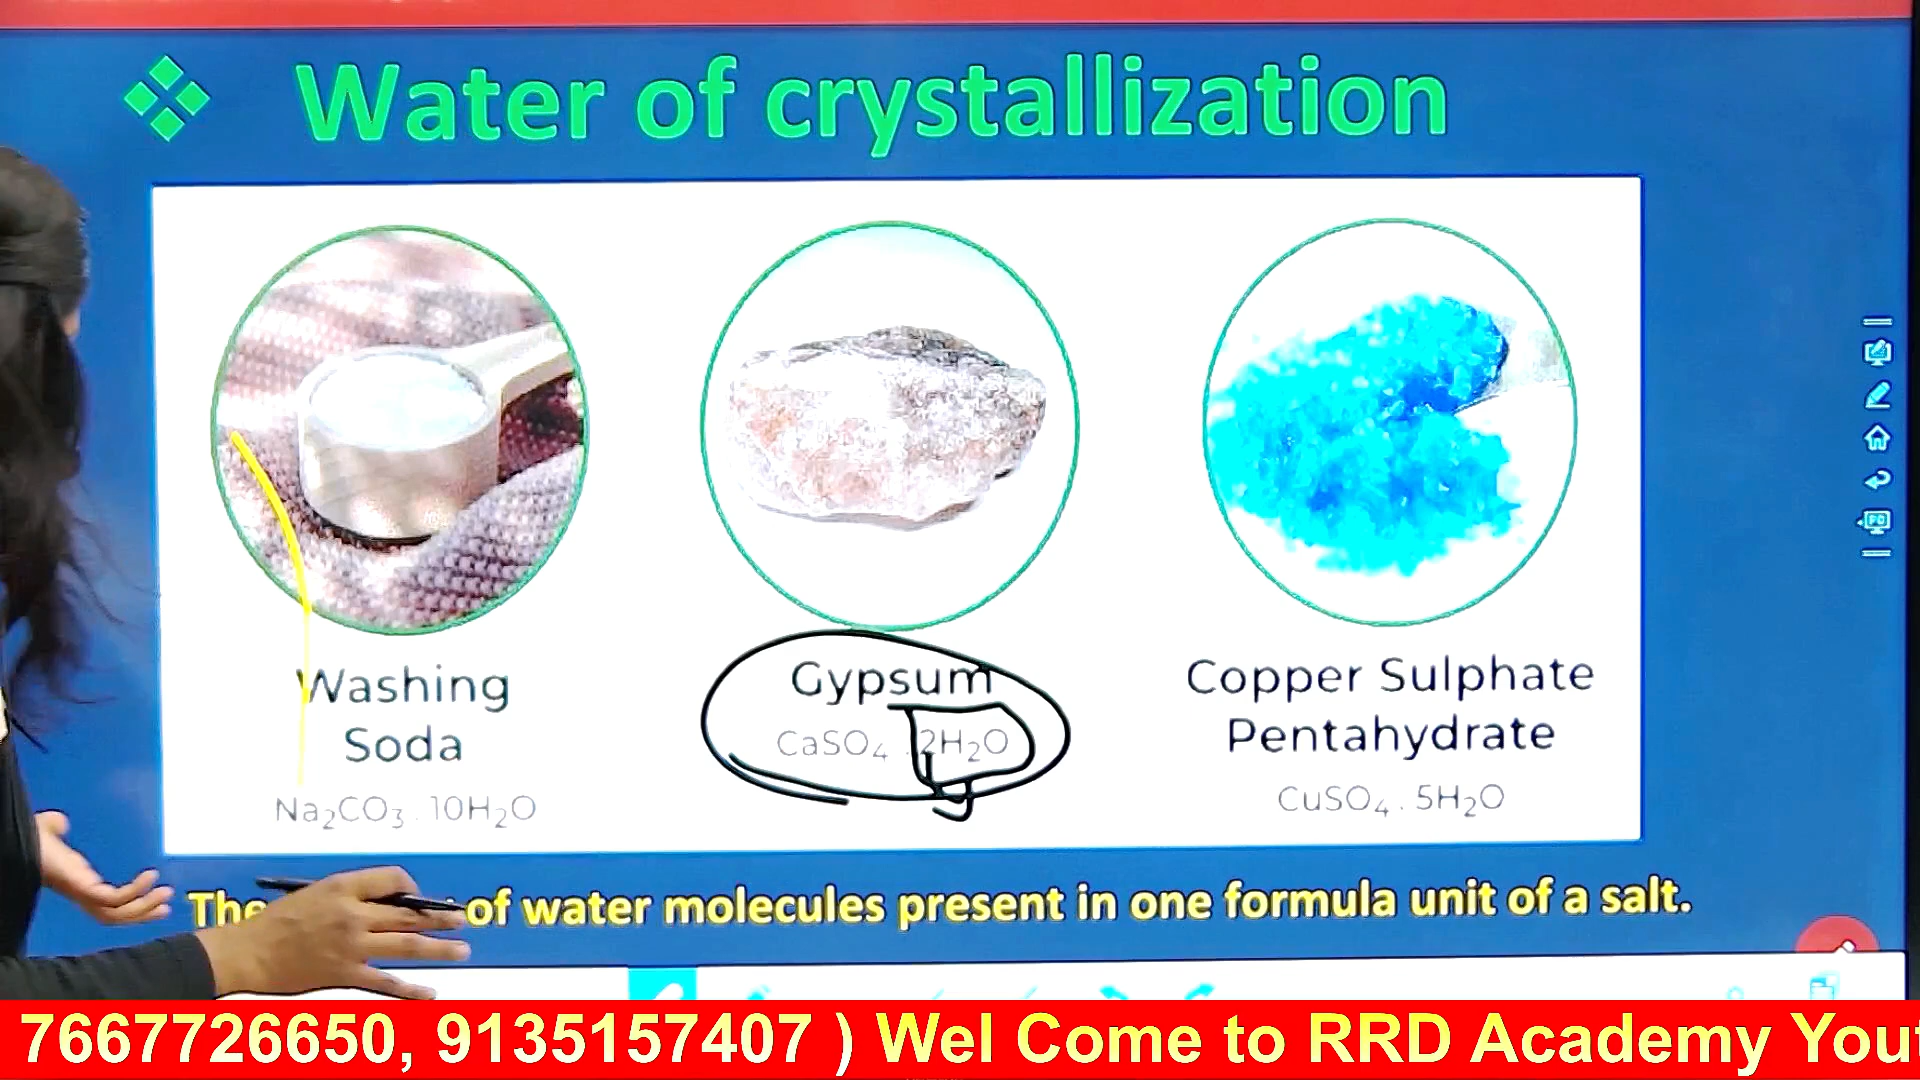 Water of crystallization
Washing
Soda
Na₂CO₃ . 10H₂O
Gypsum
CaSO₄ . 2H₂O
Copper Sulphate
Pentahydrate
CuSO₄ . 5H₂O
The of water molecules present in one formula unit of a salt.
7667726650, 9135157407 ) Wel Come to RRD Academy